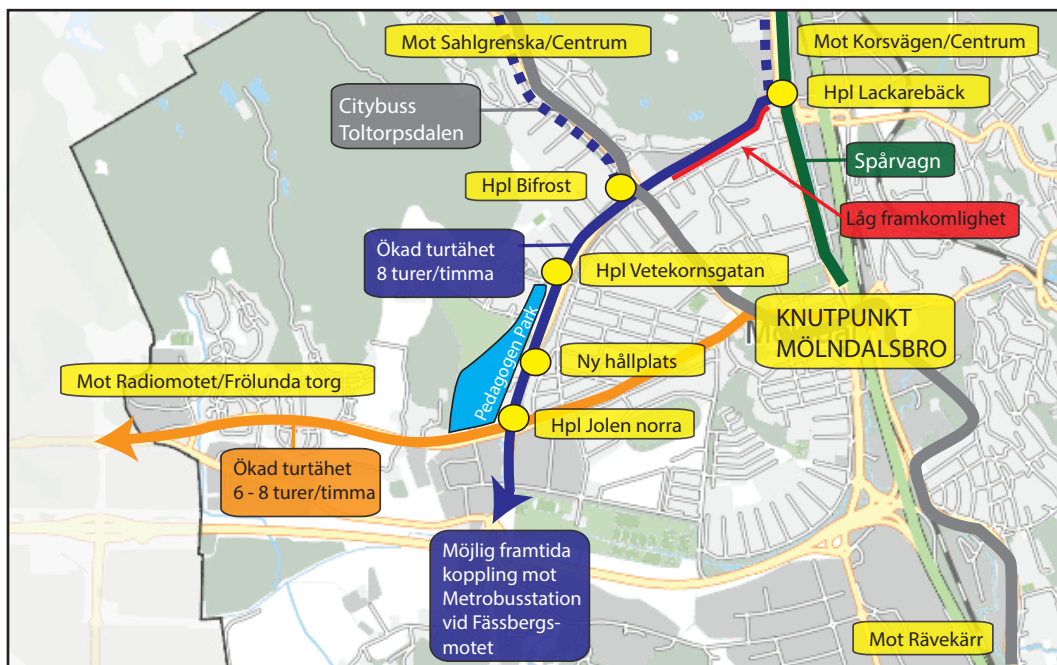 Mot Sahlgrenska/Centrum
Mot Korsvägen/Centrum
Citybuss
Toltorpsdalen
Hpl Lackarebäck
Spårvagn
Hpl Bifrost
Låg framkomlighet
Ökad turtähet
8 turer/timma
Hpl Vetekornsgatan
KNUTPUNKT
MÖLNDALSBRO
Pedagogen Park
Ny hållplats
Mot Radiomotet/Frölunda torg
Hpl Jolen norra
Ökad turtähet
6 - 8 turer/timma
Möjlig framtida
koppling mot
Metrobusstation
vid Fässbergs-
motet
Mot Rävekärr